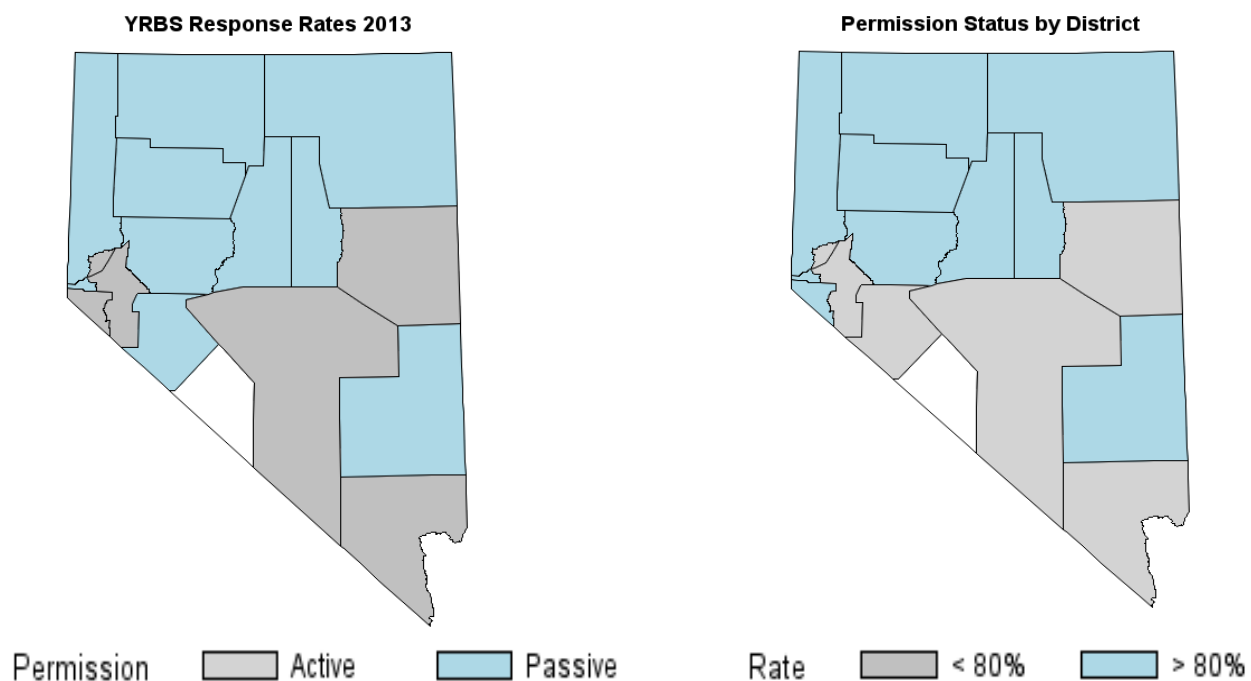 YRBS Response Rates 2013
Permission Status by District
Permission Active Passive
Rate < 80% > 80%